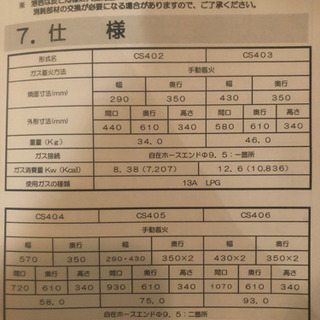 消耗部材の交換が必要になる場合がありますので、ご了承ください。
7. 仕 様
形式名 CS402 CS403
ガス着火方法 手動着火
焼面寸法(mm) 幅 奥行 幅 奥行
290 350 430 350
外形寸法(mm) 間口 奥行 高さ 間口 奥行 高さ
440 610 340 580 610 340
重量(Kg) 34.0 46.0
ガス接続 自在ホースエンドΦ9.5:一箇所
ガス消費量 Kw(Kcal) 8.38(7,207) 12.6(10,836)
使用ガスの種類 13A LPG
CS404 CS405 CS406
手動着火
幅 奥行 幅 奥行 幅 奥行
570 350 290・430 350×2 430×2 350×2
間口 奥行 高さ 間口 奥行 高さ 間口 奥行 高さ
720 610 340 930 610 340 1070 610 340
58.0 75.0 93.0
自在ホースエンドΦ9.5:二箇所